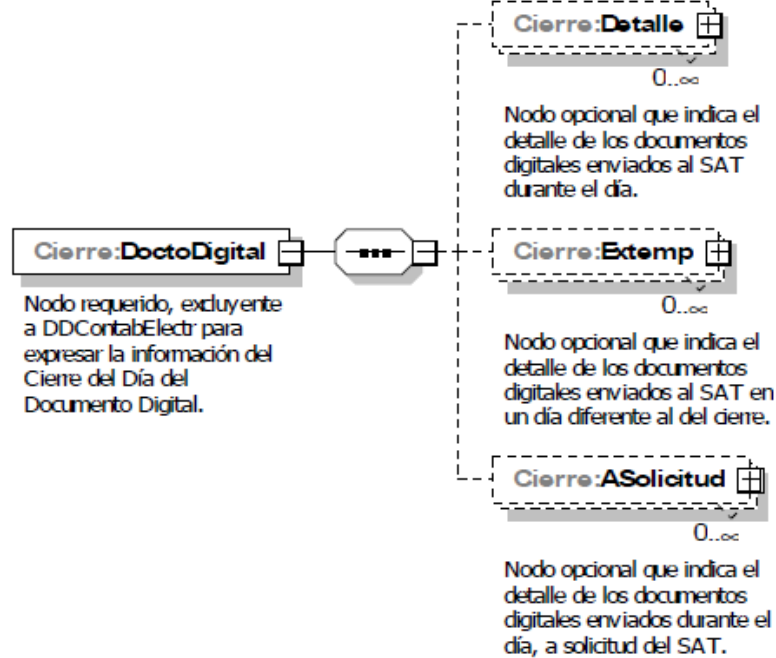 Cierre:Detalle
0..∞
Nodo opcional que indica el
detalle de los documentos
digitales enviados al SAT
durante el día.
Cierre:DoctoDigital
Nodo requerido, excluyente
a DDContabElectr para
expresar la información del
Cierre del Día del
Documento Digital.
Cierre:Extemp
0..∞
Nodo opcional que indica el
detalle de los documentos
digitales enviados al SAT en
un día diferente al del cierre.
Cierre:ASolicitud
0..∞
Nodo opcional que indica el
detalle de los documentos
digitales enviados durante el
día, a solicitud del SAT.